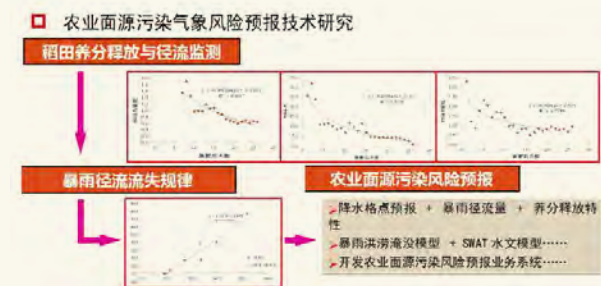 农业面源污染气象风险预报技术研究
稻田养分释放与径流监测
暴雨径流流失规律
农业面源污染风险预报
降水格点预报 + 暴雨径流量 + 养分释放特
性
暴雨洪涝淹没模型 + SWAT 水文模型……
开发农业面源污染风险预报业务系统……